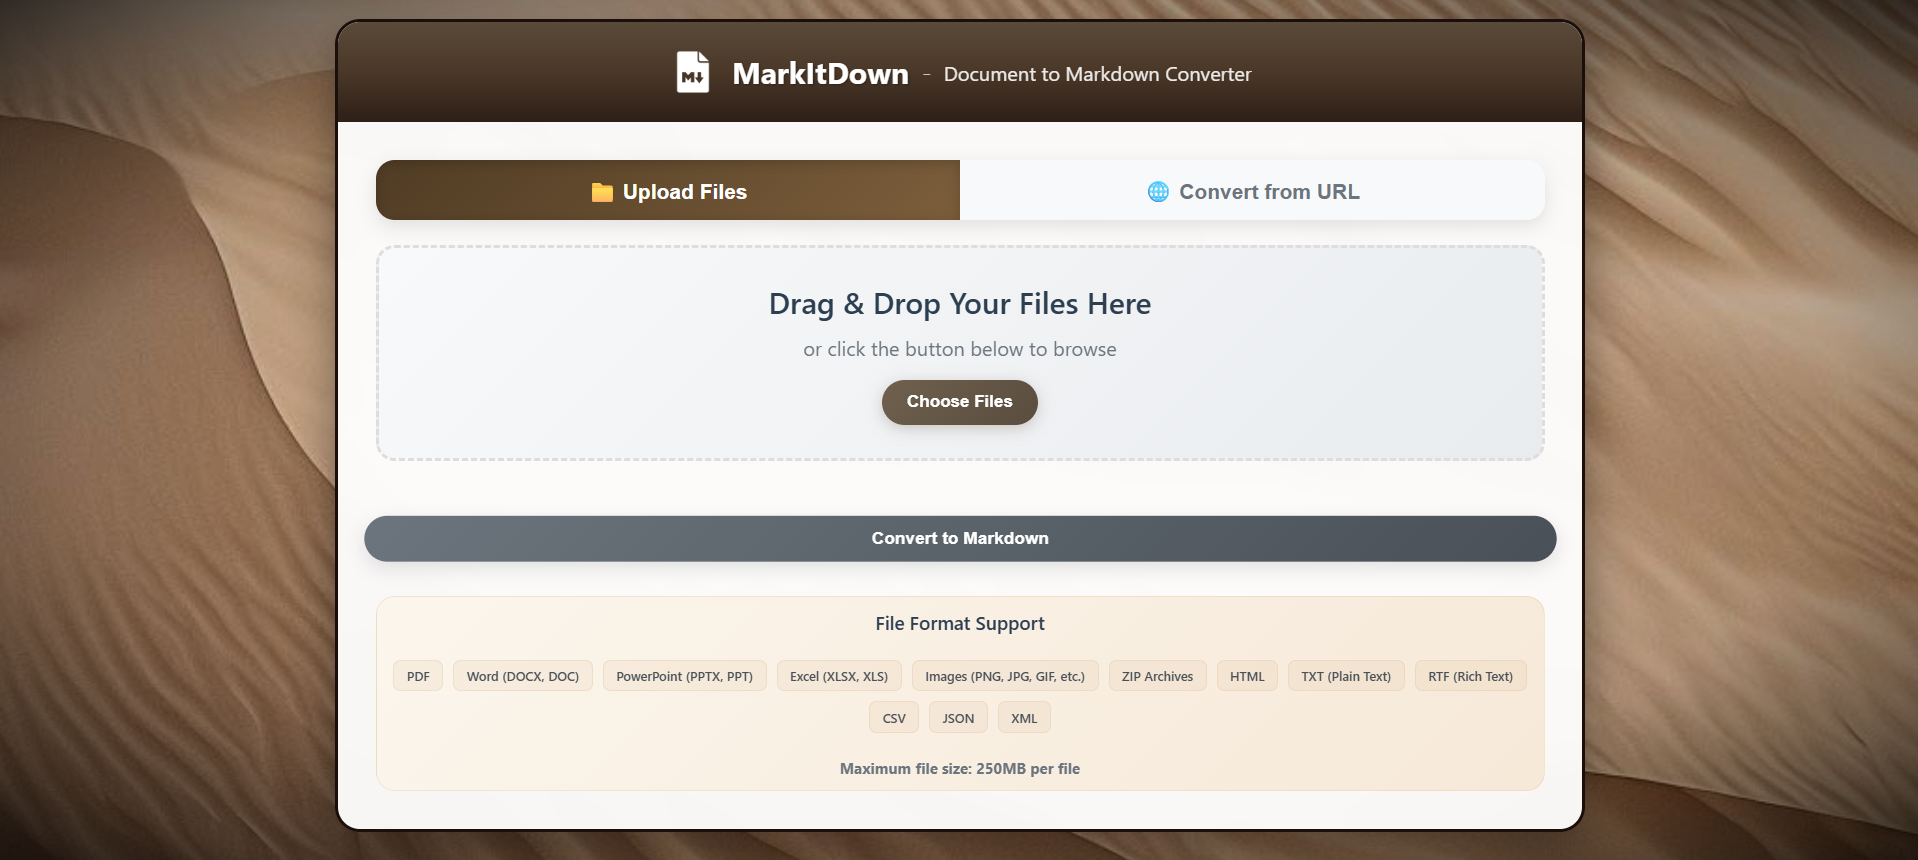 MarkItDown - Document to Markdown Converter
Upload Files
Convert from URL
Drag & Drop Your Files Here
or click the button below to browse
Choose Files
Convert to Markdown
File Format Support
PDF Word (DOCX, DOC) PowerPoint (PPTX, PPT) Excel (XLSX, XLS) Images (PNG, JPG, GIF, etc.) ZIP Archives HTML TXT (Plain Text) RTF (Rich Text)
CSV JSON XML
Maximum file size: 250MB per file